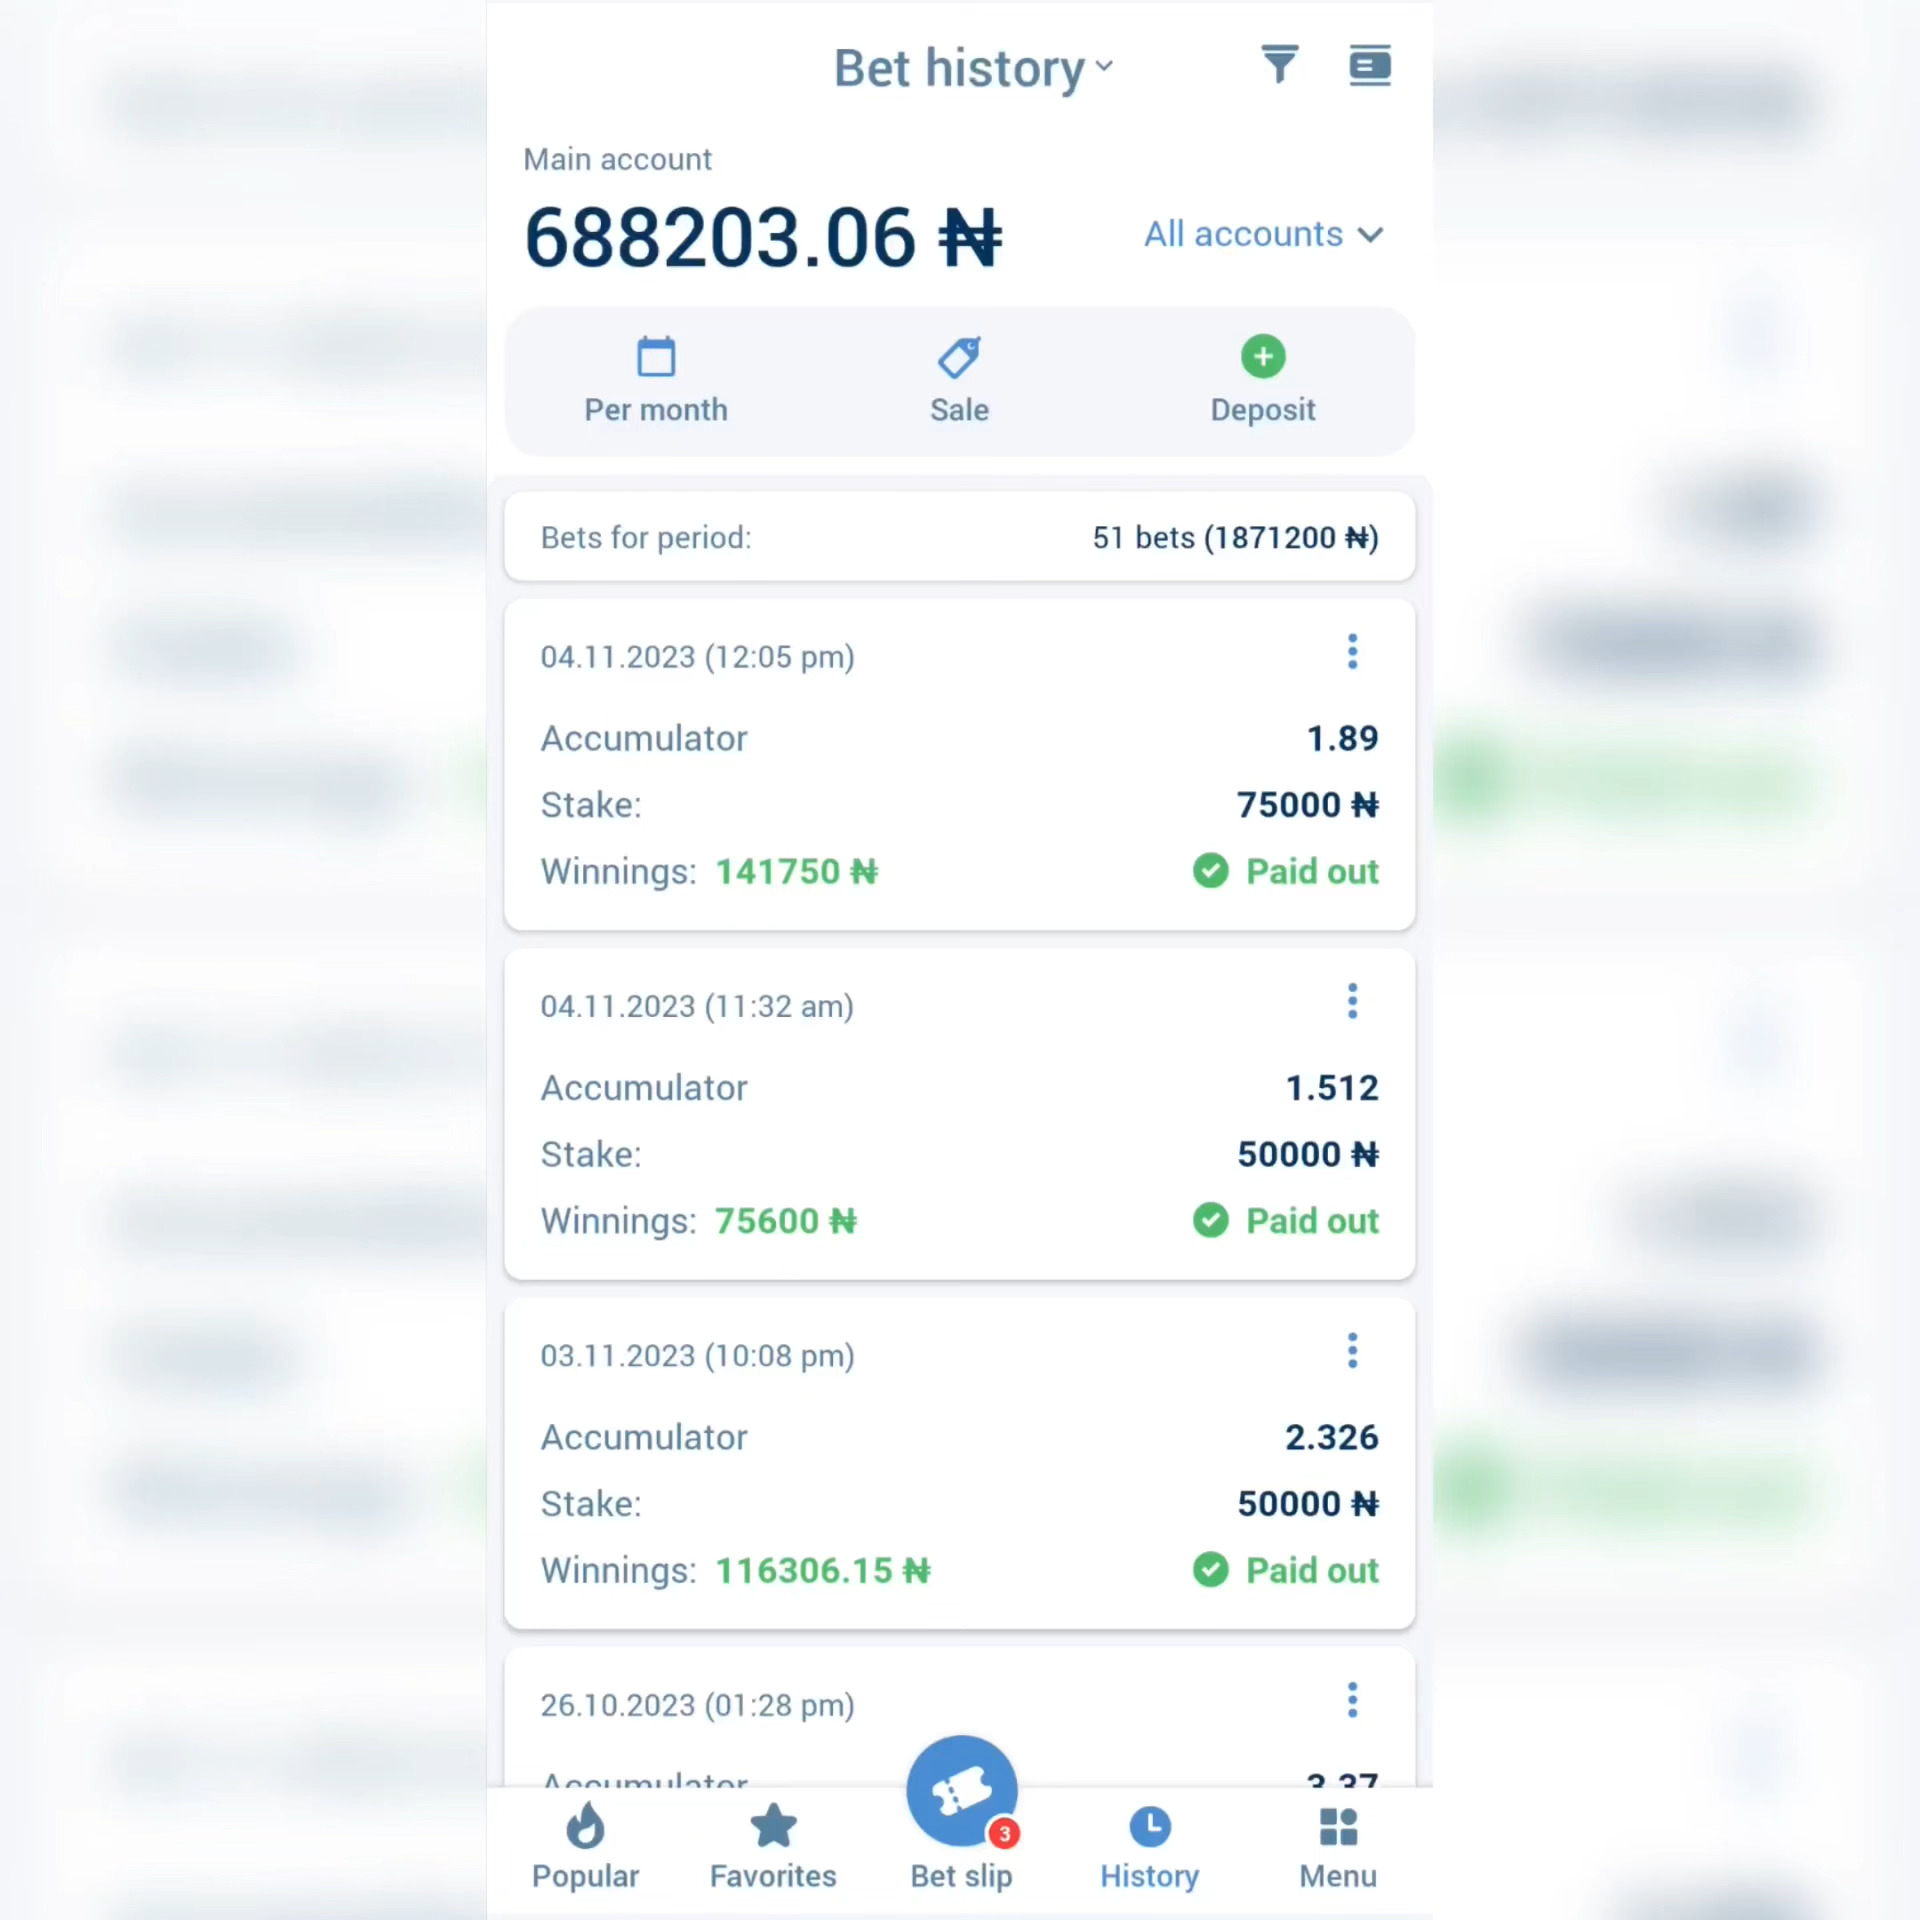 Bet history
Main account
688203.06 ₦
All accounts
Per month
Sale
Deposit
Bets for period:
51 bets (1871200 ₦)
04.11.2023 (12:05 pm)
Accumulator
1.89
Stake:
75000 ₦
Winnings: 141750 ₦
Paid out
04.11.2023 (11:32 am)
Accumulator
1.512
Stake:
50000 ₦
Winnings: 75600 ₦
Paid out
03.11.2023 (10:08 pm)
Accumulator
2.326
Stake:
50000 ₦
Winnings: 116306.15 ₦
Paid out
26.10.2023 (01:28 pm)
Accumulator
3.37
3
Popular
Favorites
Bet slip
History
Menu